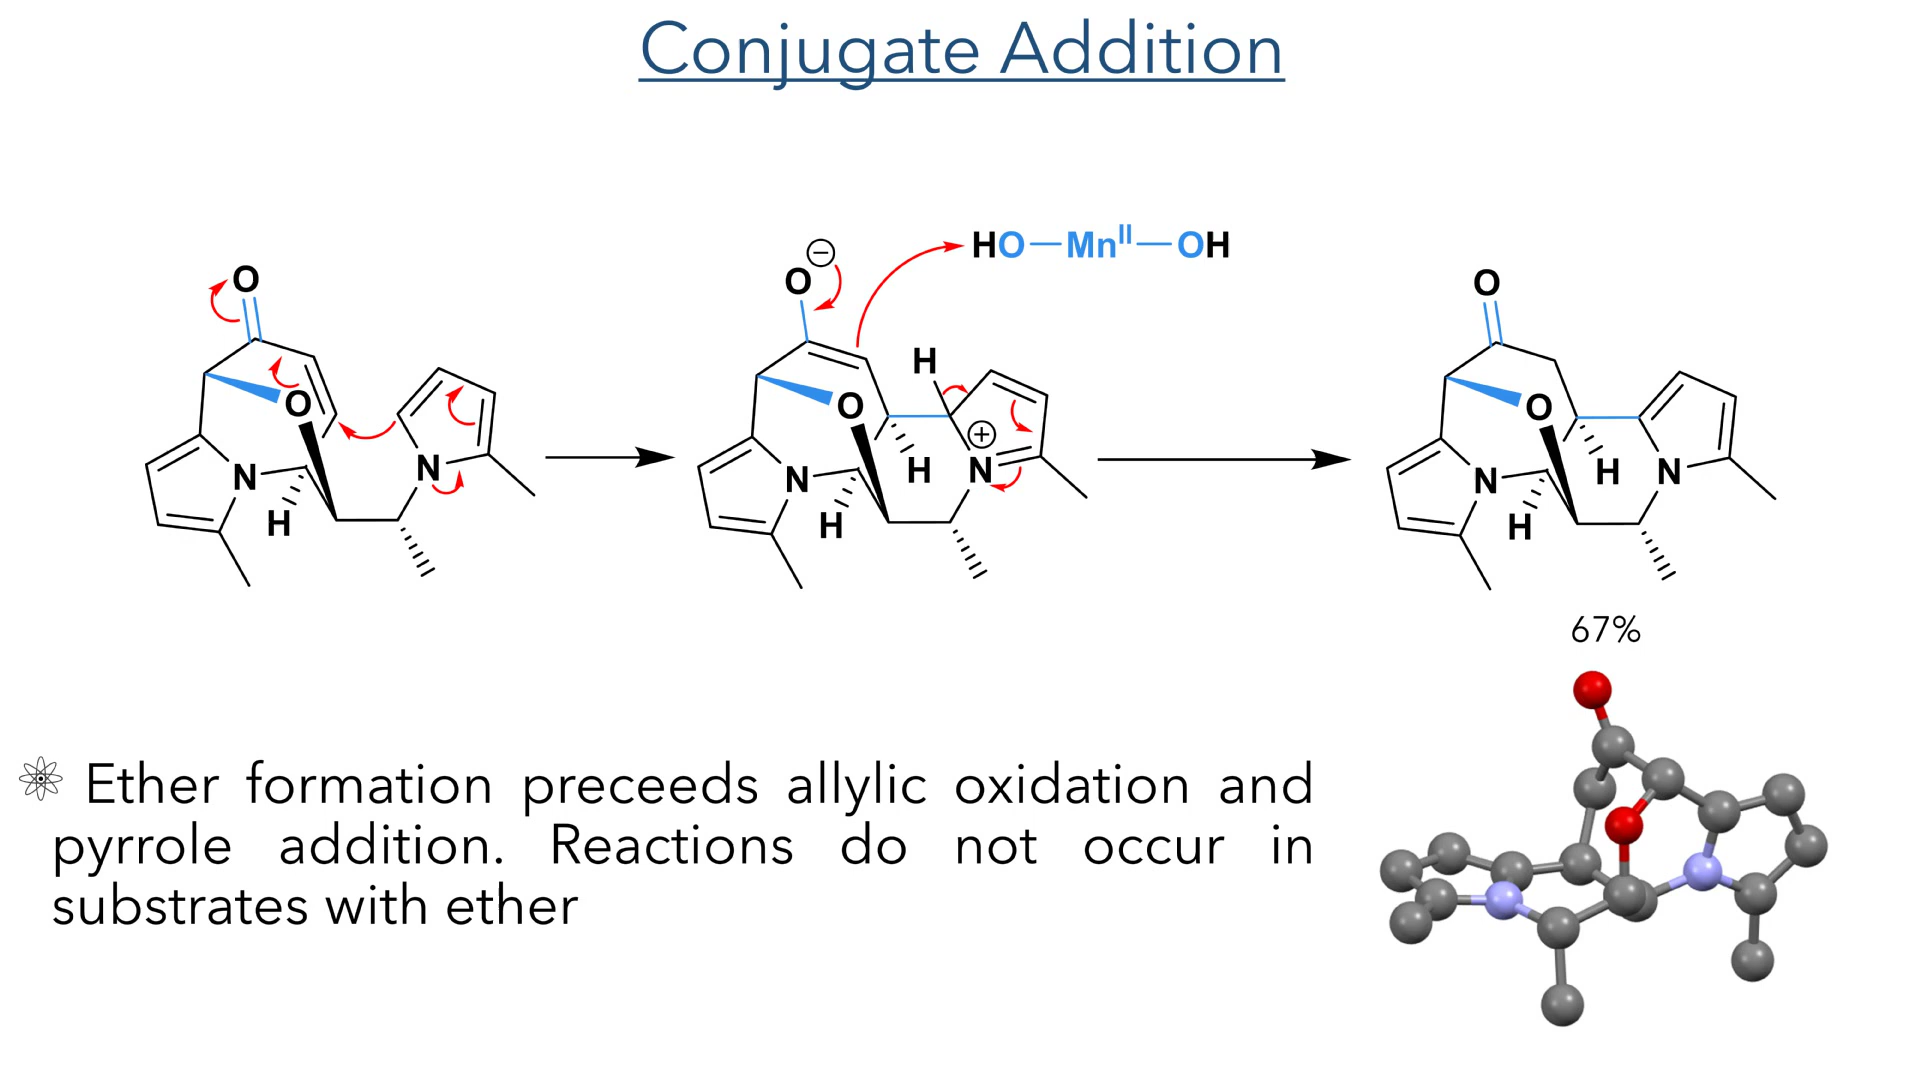 Conjugate Addition
HO—Mn^II—OH
O
O
N
N
H
⊖
O
O
H
H
⊕
N
N
H
O
O
H
N
N
H
67%
Ether formation preceeds allylic oxidation and
pyrrole addition. Reactions do not occur in
substrates with ether